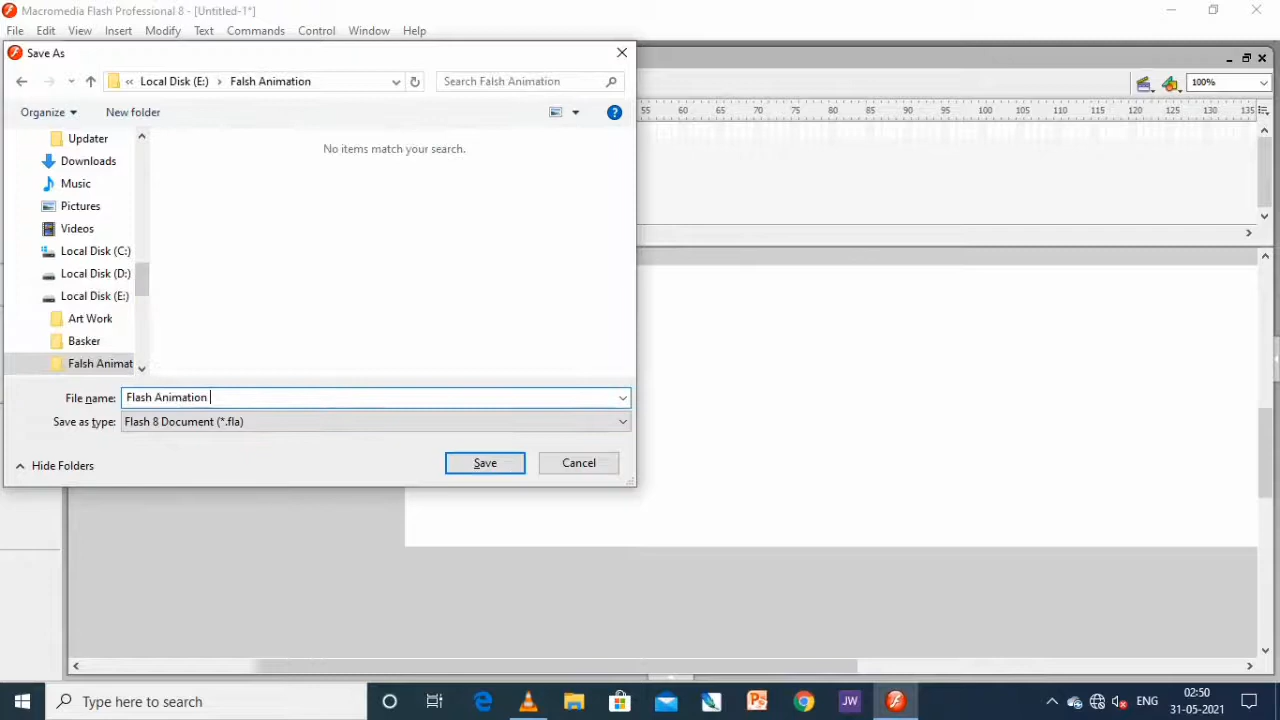 Macromedia Flash Professional 8 - [Untitled-1*]
File Edit View Insert Modify Text Commands Control Window Help
Save As
« Local Disk (E:) > Falsh Animation
Search Falsh Animation
100%
Organize New folder
55 60 65 70 75 80 85 90 95 100 105 110 115 120 125 130 135
Updater
No items match your search.
Downloads
Music
Pictures
Videos
Local Disk (C:)
Local Disk (D:)
Local Disk (E:)
Art Work
Basker
Falsh Animat
File name: Flash Animation
Save as type: Flash 8 Document (*.fla)
Hide Folders
Save Cancel
Type here to search
JW
ENG
02:50
31-05-2021